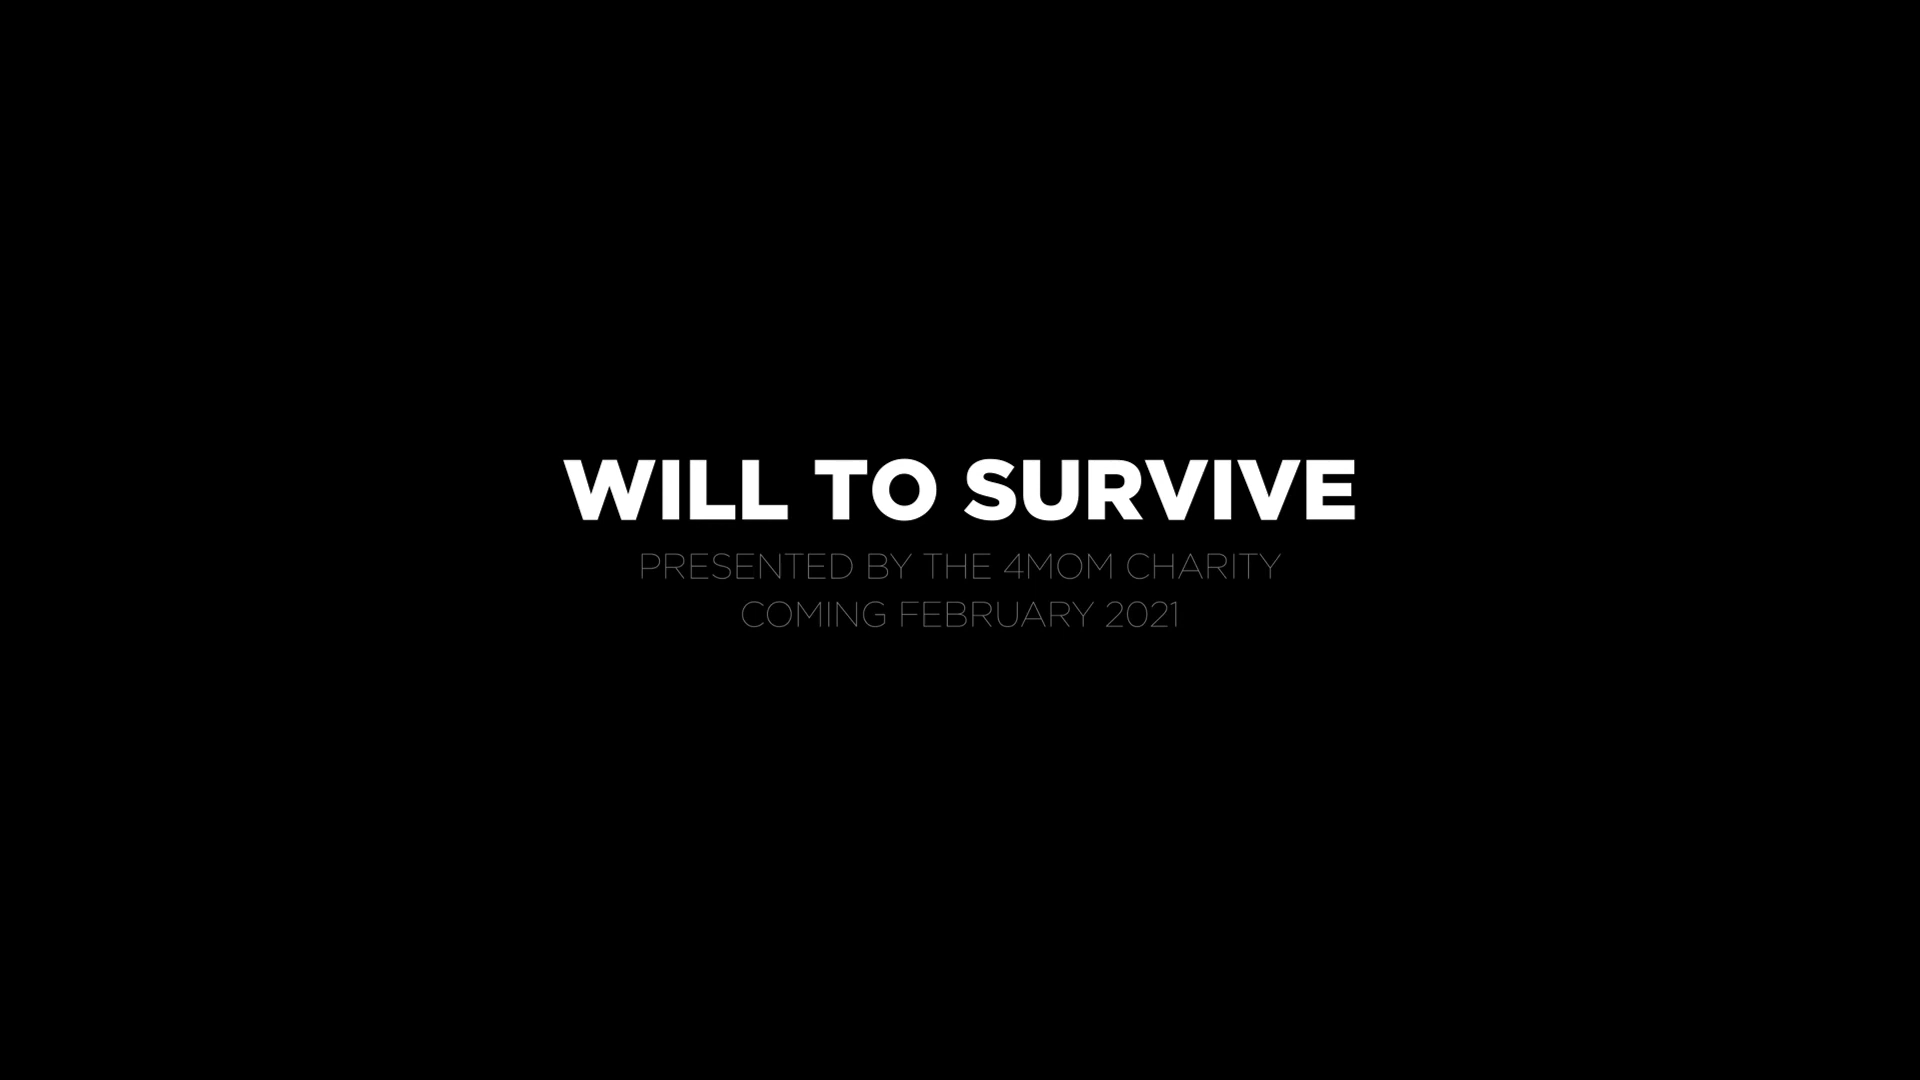 WILL TO SURVIVE
PRESENTED BY THE 4MOM CHARITY
COMING FEBRUARY 2021